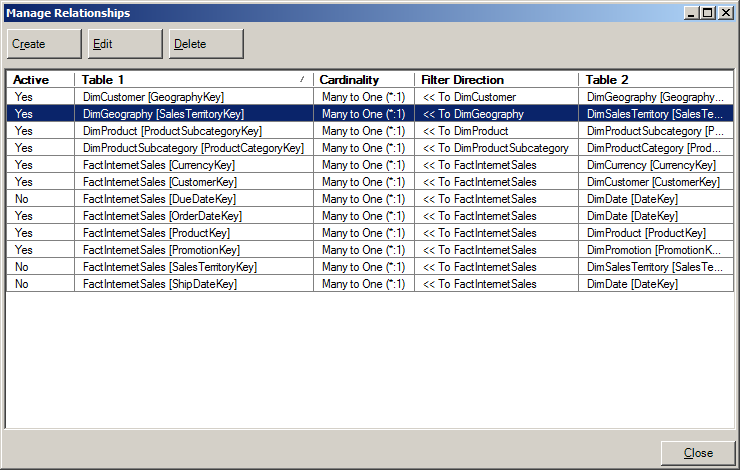 Manage Relationships
Create Edit Delete
Active Table 1 Cardinality Filter Direction Table 2
Yes DimCustomer [GeographyKey] Many to One (*:1) << To DimCustomer DimGeography [Geography...
Yes DimGeography [SalesTerritoryKey] Many to One (*:1) << To DimGeography DimSalesTerritory [SalesTe...
Yes DimProduct [ProductSubcategoryKey] Many to One (*:1) << To DimProduct DimProductSubcategory [P...
Yes DimProductSubcategory [ProductCategoryKey] Many to One (*:1) << To DimProductSubcategory DimProductCategory [Prod...
Yes FactInternetSales [CurrencyKey] Many to One (*:1) << To FactInternetSales DimCurrency [CurrencyKey]
Yes FactInternetSales [CustomerKey] Many to One (*:1) << To FactInternetSales DimCustomer [CustomerKey]
No FactInternetSales [DueDateKey] Many to One (*:1) << To FactInternetSales DimDate [DateKey]
Yes FactInternetSales [OrderDateKey] Many to One (*:1) << To FactInternetSales DimDate [DateKey]
Yes FactInternetSales [ProductKey] Many to One (*:1) << To FactInternetSales DimProduct [ProductKey]
Yes FactInternetSales [PromotionKey] Many to One (*:1) << To FactInternetSales DimPromotion [PromotionK...
No FactInternetSales [SalesTerritoryKey] Many to One (*:1) << To FactInternetSales DimSalesTerritory [SalesTe...
No FactInternetSales [ShipDateKey] Many to One (*:1) << To FactInternetSales DimDate [DateKey]
Close